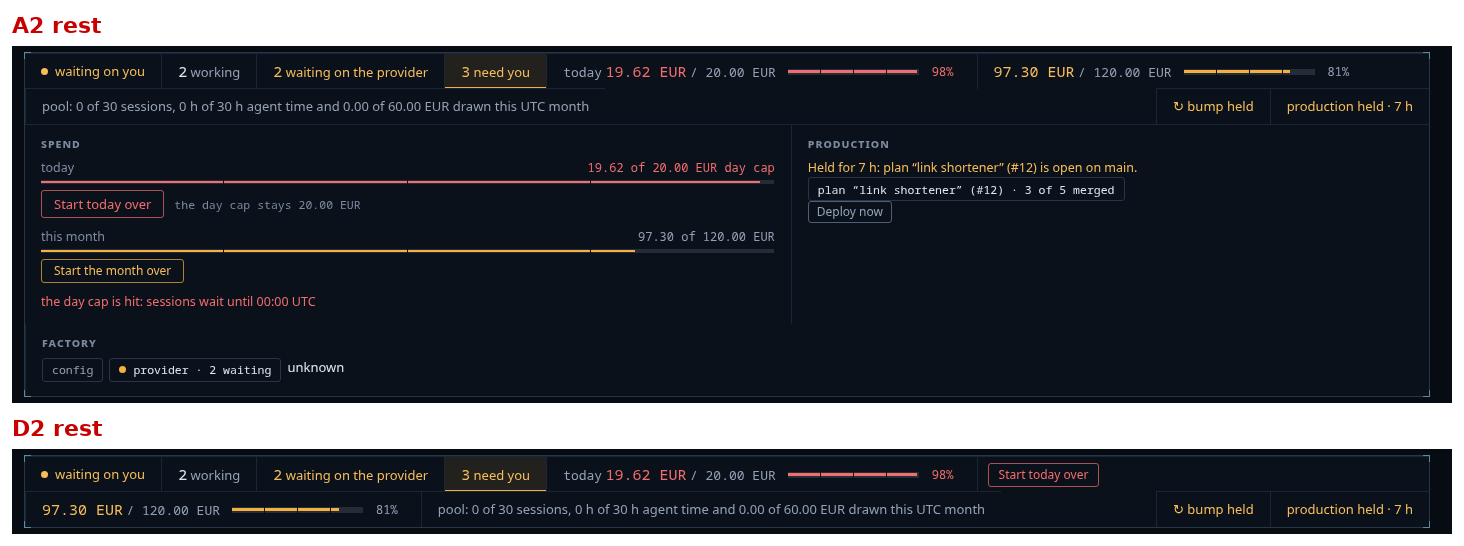 A2 rest
waiting on you 2 working 2 waiting on the provider 3 need you today 19.62 EUR / 20.00 EUR 98% 97.30 EUR / 120.00 EUR 81%
pool: 0 of 30 sessions, 0 h of 30 h agent time and 0.00 of 60.00 EUR drawn this UTC month ↻ bump held production held · 7 h
SPEND
today 19.62 of 20.00 EUR day cap
Start today over the day cap stays 20.00 EUR
this month 97.30 of 120.00 EUR
Start the month over
the day cap is hit: sessions wait until 00:00 UTC
PRODUCTION
Held for 7 h: plan “link shortener” (#12) is open on main.
plan “link shortener” (#12) · 3 of 5 merged
Deploy now
FACTORY
config provider · 2 waiting unknown
D2 rest
waiting on you 2 working 2 waiting on the provider 3 need you today 19.62 EUR / 20.00 EUR 98% Start today over
97.30 EUR / 120.00 EUR 81% pool: 0 of 30 sessions, 0 h of 30 h agent time and 0.00 of 60.00 EUR drawn this UTC month ↻ bump held production held · 7 h